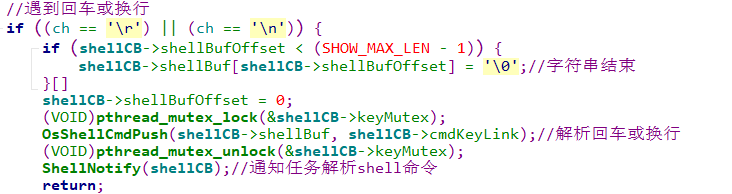 //遇到回车或换行
if ((ch == '\r') || (ch == '\n')) {
if (shellCB->shellBufOffset < (SHOW_MAX_LEN - 1)) {
shellCB->shellBuf[shellCB->shellBufOffset] = '\0';//字符串结束
}[]
shellCB->shellBufOffset = 0;
(VOID)pthread_mutex_lock(&shellCB->keyMutex);
OsShellCmdPush(shellCB->shellBuf, shellCB->cmdKeyLink);//解析回车或换行
(VOID)pthread_mutex_unlock(&shellCB->keyMutex);
ShellNotify(shellCB);//通知任务解析shell命令
return;